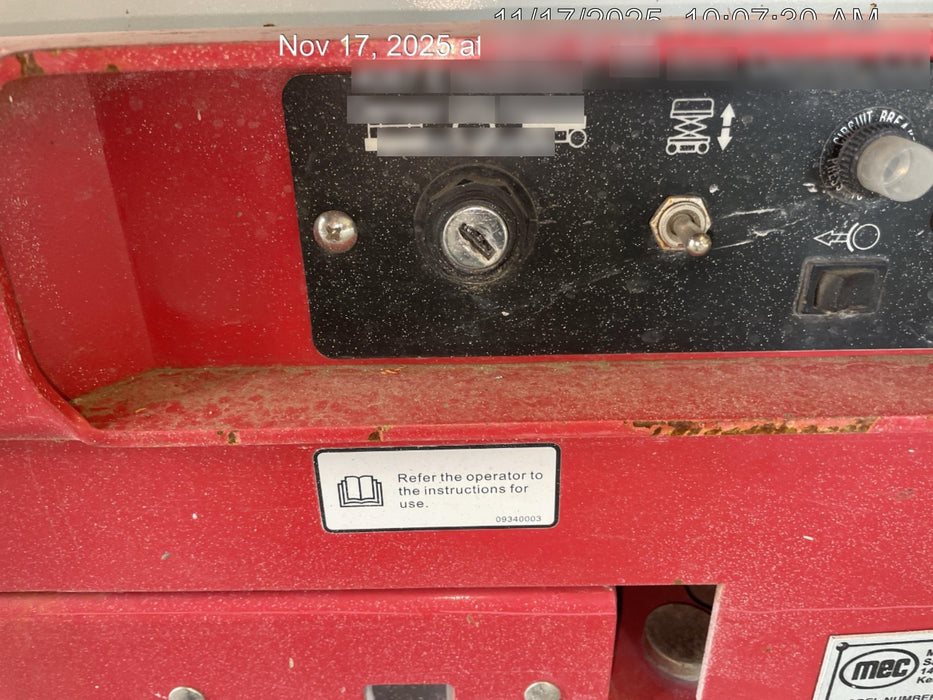 11/17/2025 10:07:30 AM
Nov 17, 2025 at
CIRCUIT
Refer the operator to
the instructions for
use.
09340003
mec